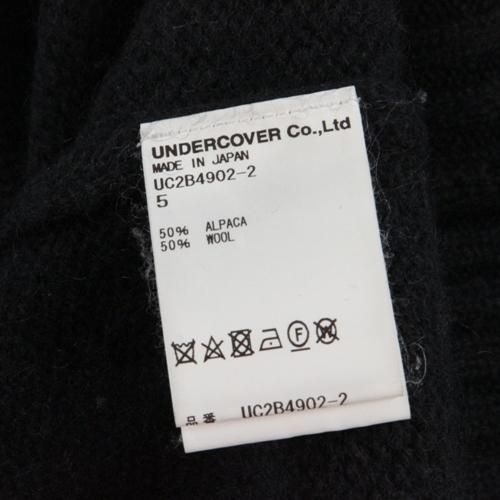 UNDERCOVER Co.,Ltd
MADE IN JAPAN
UC2B4902-2
5
50% ALPACA
50% WOOL
F
W
品番 UC2B4902-2